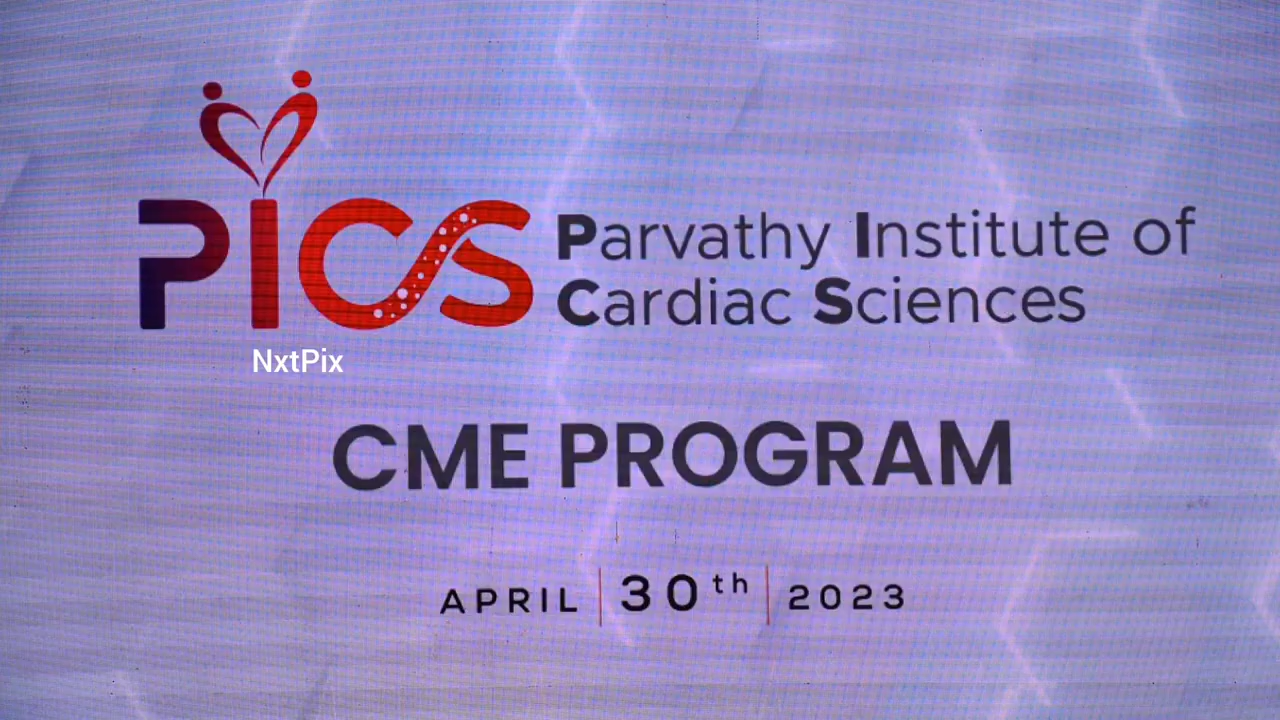 PICS
Parvathy Institute of
Cardiac Sciences
NxtPix
CME PROGRAM
APRIL | 30th | 2023